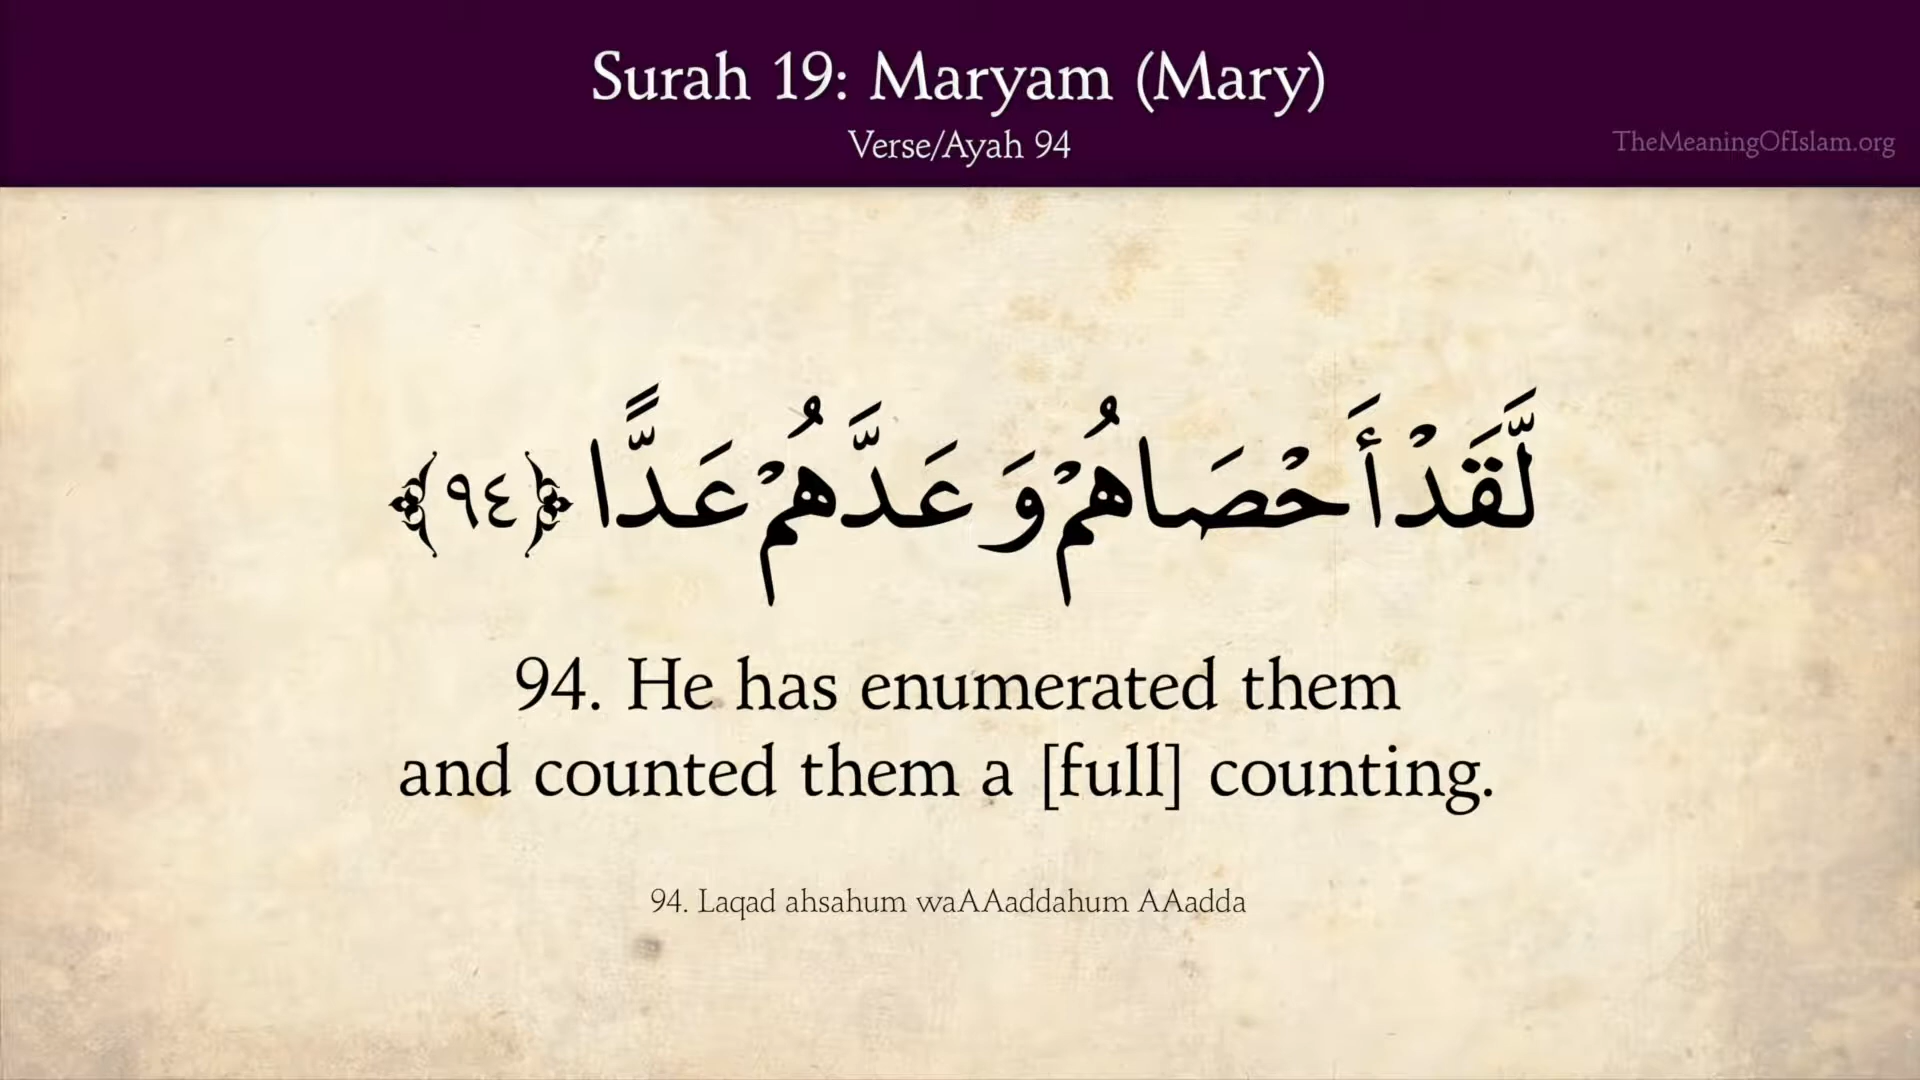 Surah 19: Maryam (Mary)
Verse/Ayah 94
TheMeaningOfIslam.org
لَّقَدْ أَحْصَاهُمْ وَعَدَّهُمْ عَدًّا ﴿٩٤﴾
94. He has enumerated them
and counted them a [full] counting.
94. Laqad ahsahum waAAaddahum AAadda